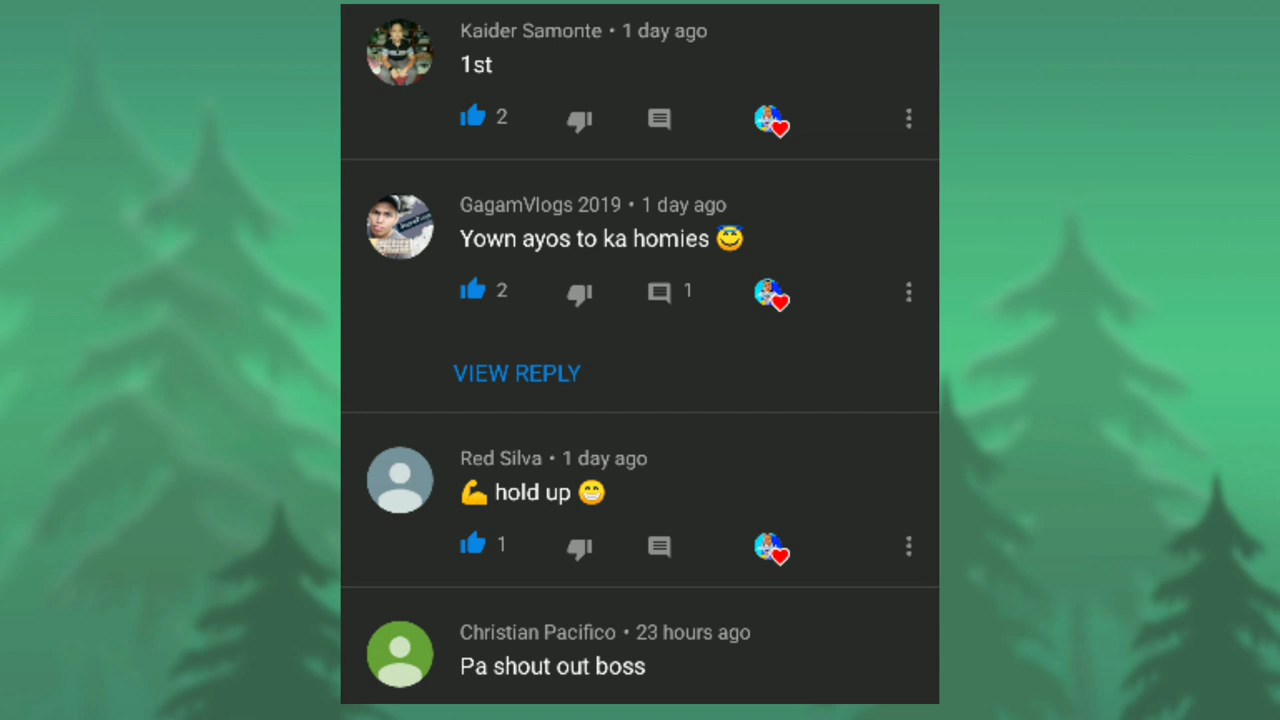 Kaider Samonte • 1 day ago
1st
2
GagamVlogs 2019 • 1 day ago
Yown ayos to ka homies 😇
2 1
VIEW REPLY
Red Silva • 1 day ago
💪 hold up 😁
1
Christian Pacifico • 23 hours ago
Pa shout out boss